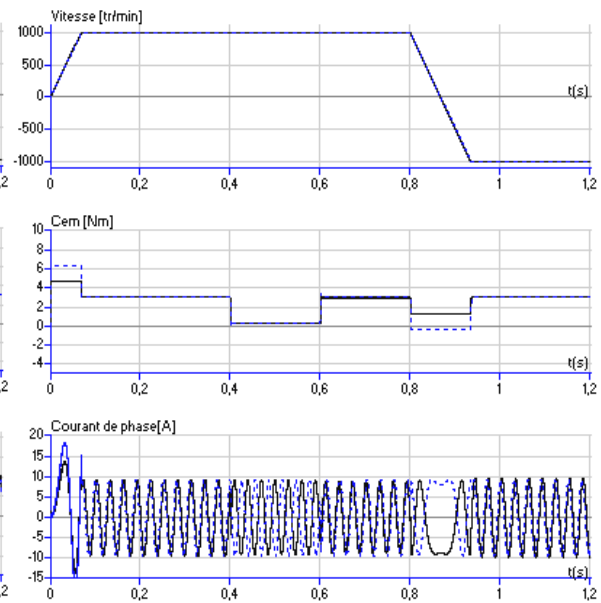 Vitesse [tr/min]
1000
500
0
-500
-1000
t(s)
0 0,2 0,4 0,6 0,8 1 1,2
,2
Cem [Nm]
10
8
6
4
2
0
-2
-4
t(s)
0 0,2 0,4 0,6 0,8 1 1,2
,2
Courant de phase[A]
20
15
10
5
0
-5
-10
-15
t(s)
0 0,2 0,4 0,6 0,8 1 1,2
,2